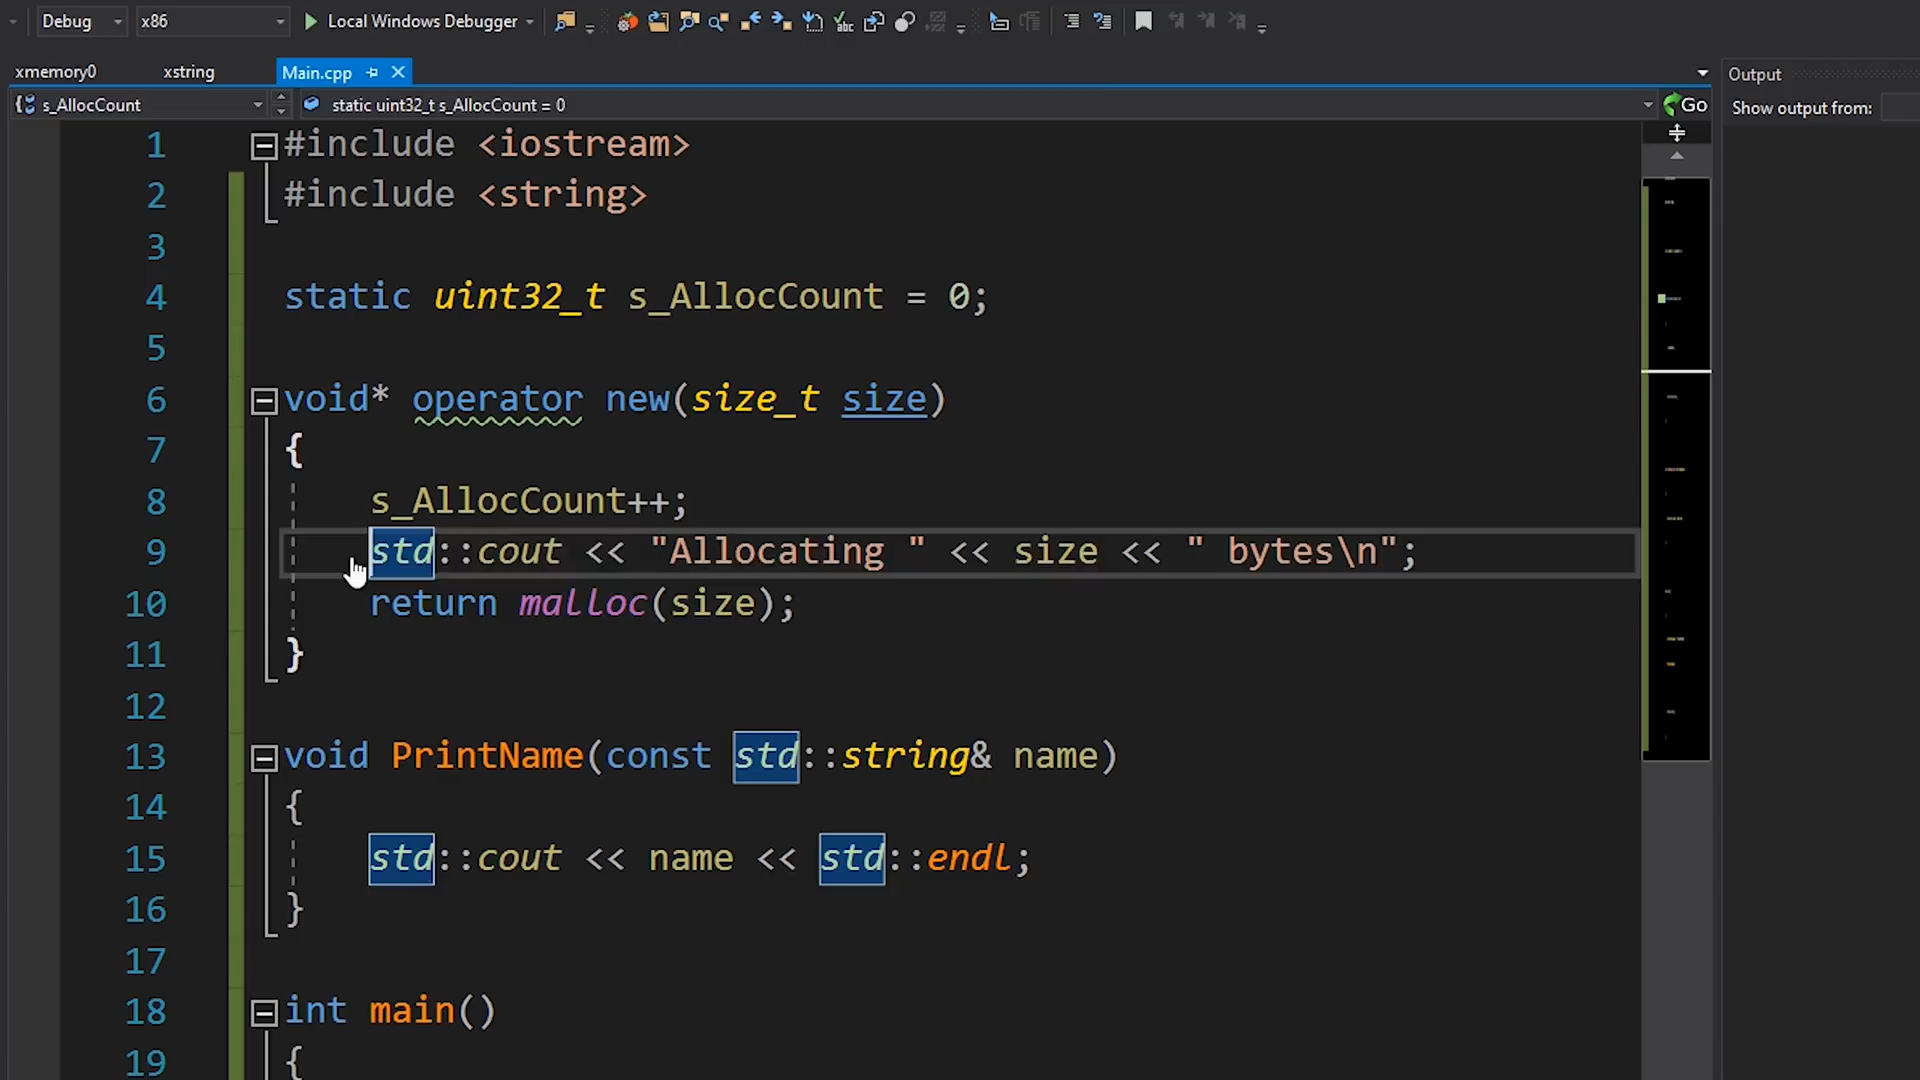 Debug x86 Local Windows Debugger
xmemory0 xstring Main.cpp Output
s_AllocCount static uint32_t s_AllocCount = 0 Go Show output from:
1 #include <iostream>
2 #include <string>
3
4 static uint32_t s_AllocCount = 0;
5
6 void* operator new(size_t size)
7 {
8 s_AllocCount++;
9 std::cout << "Allocating " << size << " bytes\n";
10 return malloc(size);
11 }
12
13 void PrintName(const std::string& name)
14 {
15 std::cout << name << std::endl;
16 }
17
18 int main()
19 {